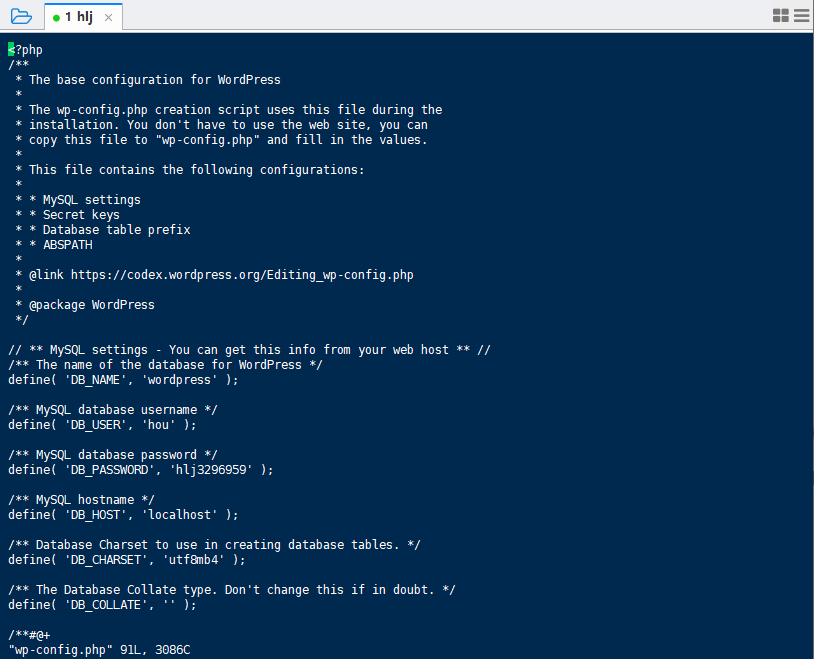 1 hlj
<?php
/**
 * The base configuration for WordPress
 *
 * The wp-config.php creation script uses this file during the
 * installation. You don't have to use the web site, you can
 * copy this file to "wp-config.php" and fill in the values.
 *
 * This file contains the following configurations:
 *
 * * MySQL settings
 * * Secret keys
 * * Database table prefix
 * * ABSPATH
 *
 * @link https://codex.wordpress.org/Editing_wp-config.php
 *
 * @package WordPress
 */

// ** MySQL settings - You can get this info from your web host ** //
/** The name of the database for WordPress */
define( 'DB_NAME', 'wordpress' );

/** MySQL database username */
define( 'DB_USER', 'hou' );

/** MySQL database password */
define( 'DB_PASSWORD', 'hlj3296959' );

/** MySQL hostname */
define( 'DB_HOST', 'localhost' );

/** Database Charset to use in creating database tables. */
define( 'DB_CHARSET', 'utf8mb4' );

/** The Database Collate type. Don't change this if in doubt. */
define( 'DB_COLLATE', '' );

/**#@+
"wp-config.php" 91L, 3086C